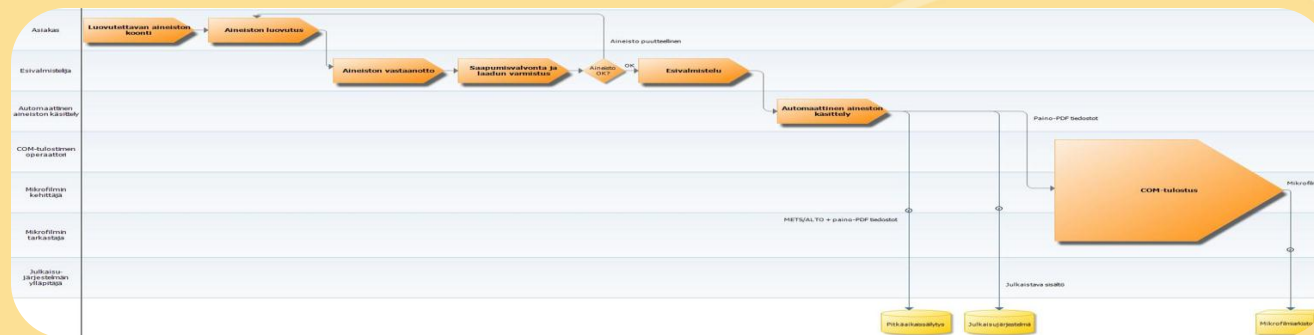 Asiakas
Luovutettavan aineiston
koonti
Aineiston luovutus
Aineisto puutteellinen
Esivalmistelija
Aineiston vastaanotto
Saapumisvalvonta ja
laadun varmistus
Aineisto
OK?
OK
Esivalmistelu
Automaattinen
aineiston käsittely
Automaattinen aineston
käsittely
Paino-PDF tiedostot
COM-tulostimen
operaattori
Mikrofilmin
kehittäjä
COM-tulostus
Mikrofilm
METS/ALTO + paino-PDF tiedostot
Mikrofilmin
tarkastaja
Julkaisu-
järjestelmän
ylläpitäjä
Julkaistava sisältö
Pitkäaikaissäilytys
Julkaisujärjestelmä